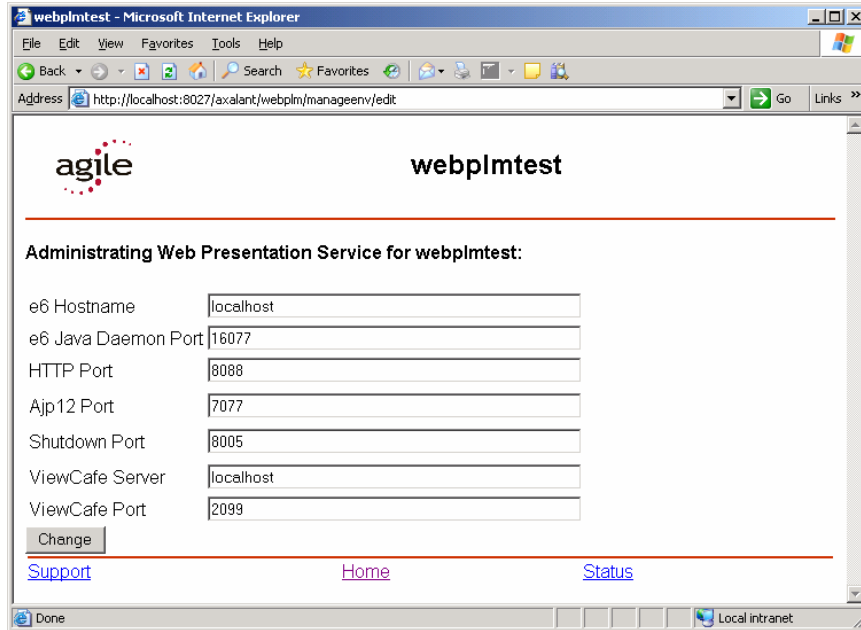 webplmtest - Microsoft Internet Explorer
File Edit View Favorites Tools Help
Back Search Favorites
Address http://localhost:8027/axalant/webplm/manageenv/edit Go Links »
agile webplmtest
Administrating Web Presentation Service for webplmtest:
e6 Hostname localhost
e6 Java Daemon Port 16077
HTTP Port 8088
Ajp12 Port 7077
Shutdown Port 8005
ViewCafe Server localhost
ViewCafe Port 2099
Change
Support Home Status
Done Local intranet